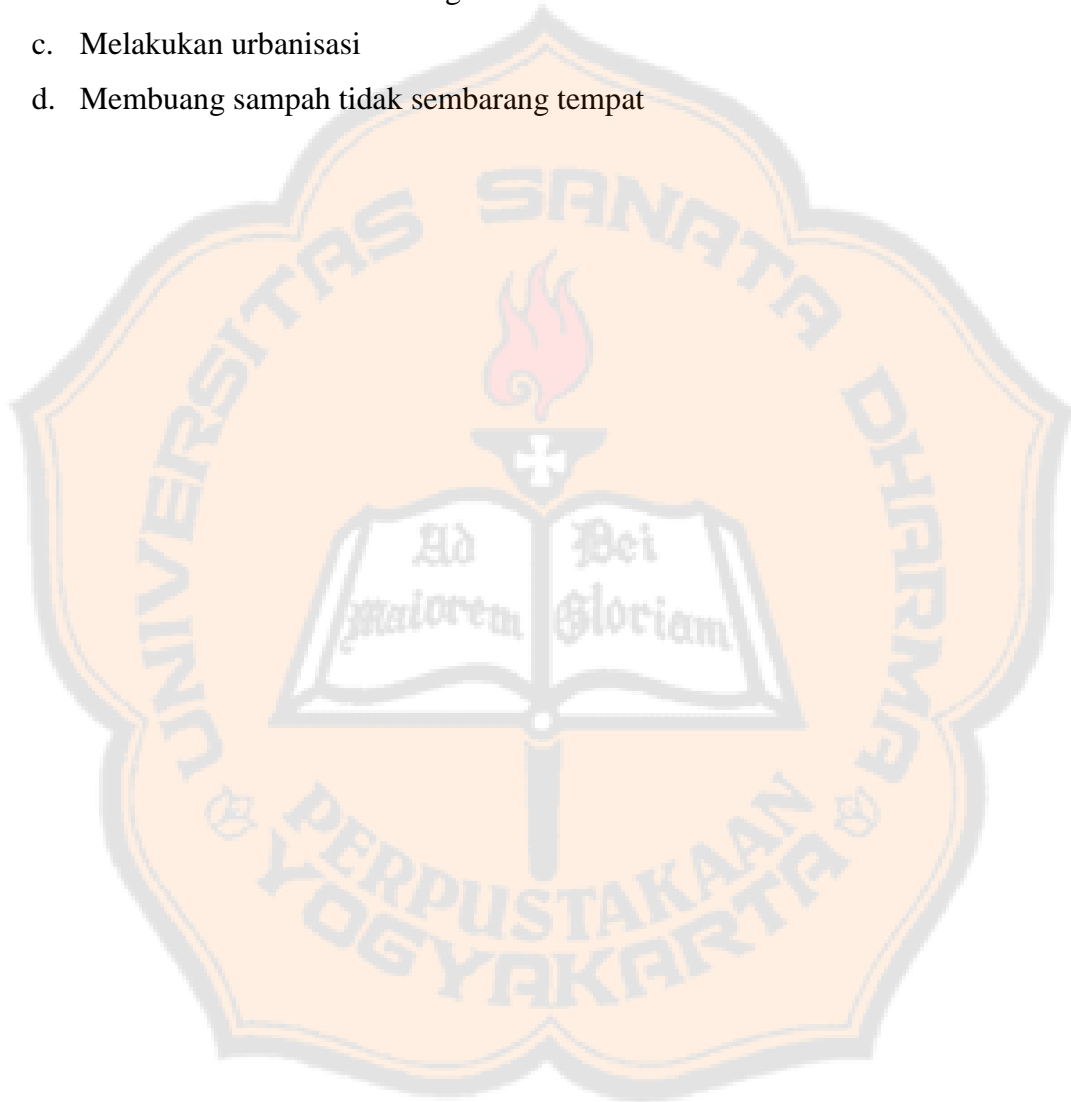 c. Melakukan urbanisasi
d. Membuang sampah tidak sembarang tempat
UNIVERSITAS SANATA DHARMA
Ad Dei
Maiorem Gloriam
PERPUSTAKAAN
YOGYAKARTA